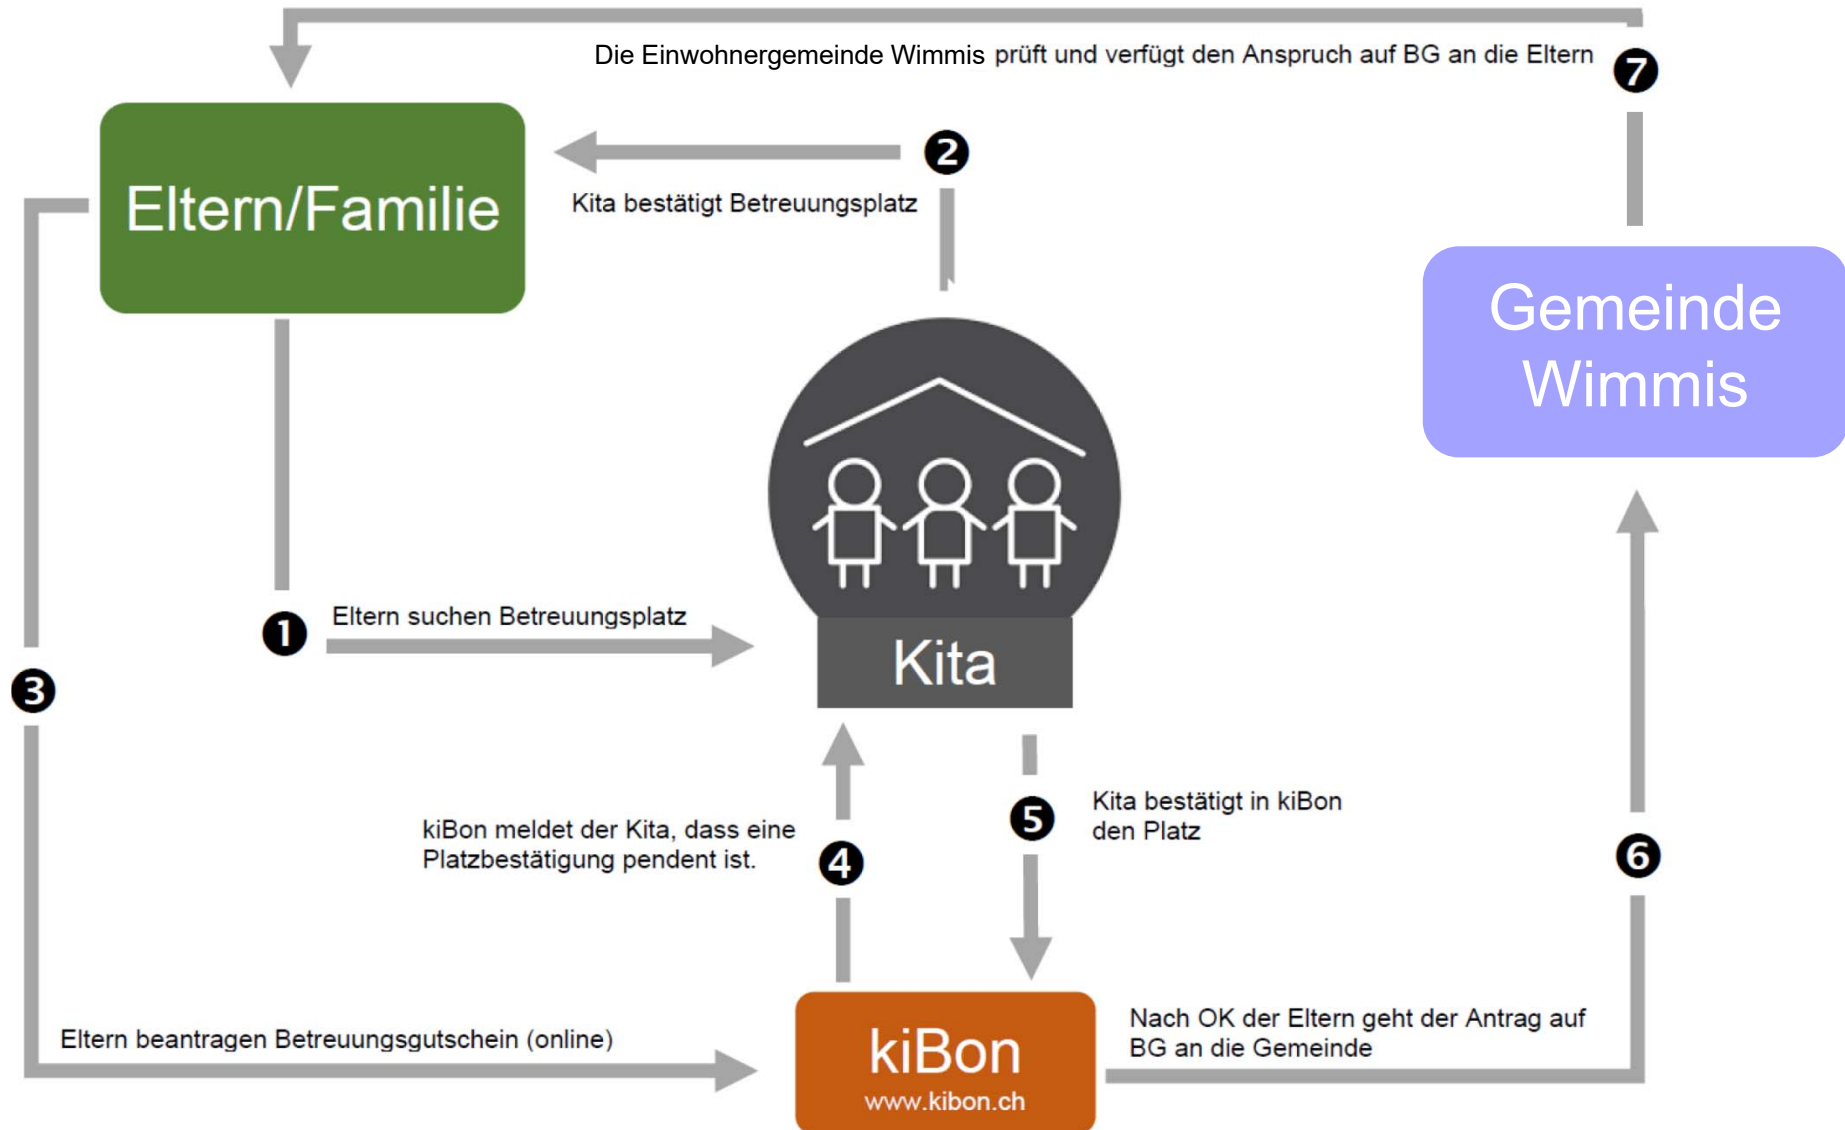 Die Einwohnergemeinde Wimmis prüft und verfügt den Anspruch auf BG an die Eltern
7
2
Eltern/Familie
Kita bestätigt Betreuungsplatz
Gemeinde
Wimmis
1
Eltern suchen Betreuungsplatz
Kita
3
kiBon meldet der Kita, dass eine
Platzbestätigung pendent ist.
4
5
Kita bestätigt in kiBon
den Platz
6
Eltern beantragen Betreuungsgutschein (online)
kiBon
www.kibon.ch
Nach OK der Eltern geht der Antrag auf
BG an die Gemeinde